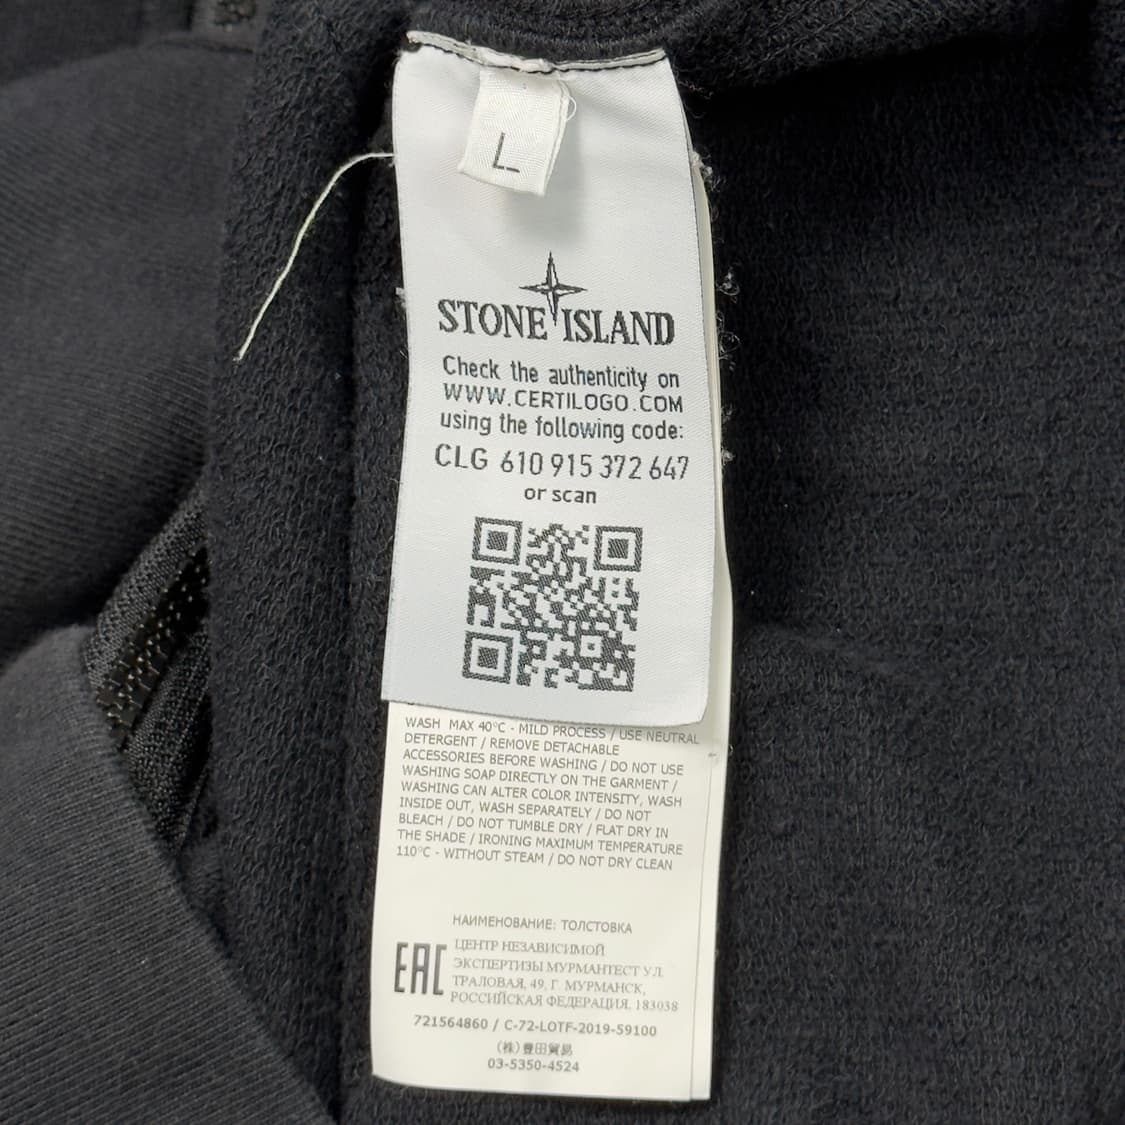 L
STONE ISLAND
Check the authenticity on
WWW.CERTILOGO.COM
using the following code:
CLG 610 915 372 647
or scan
WASH MAX 40°C - MILD PROCESS / USE NEUTRAL
DETERGENT / REMOVE DETACHABLE
ACCESSORIES BEFORE WASHING / DO NOT USE
WASHING SOAP DIRECTLY ON THE GARMENT /
WASHING CAN ALTER COLOR INTENSITY, WASH
INSIDE OUT, WASH SEPARATELY / DO NOT
BLEACH / DO NOT TUMBLE DRY / FLAT DRY IN
THE SHADE / IRONING MAXIMUM TEMPERATURE
110°C - WITHOUT STEAM / DO NOT DRY CLEAN
НАИМЕНОВАНИЕ: ТОЛСТОВКА
EAC
ЦЕНТР НЕЗАВИСИМОЙ
ЭКСПЕРТИЗЫ МУРМАНТЕСТ УЛ.
ТРАЛОВАЯ, 49, Г. МУРМАНСК,
РОССИЙСКАЯ ФЕДЕРАЦИЯ, 183038
721564860 / C-72-LOTF-2019-59100
(株)豊田貿易
03-5350-4524